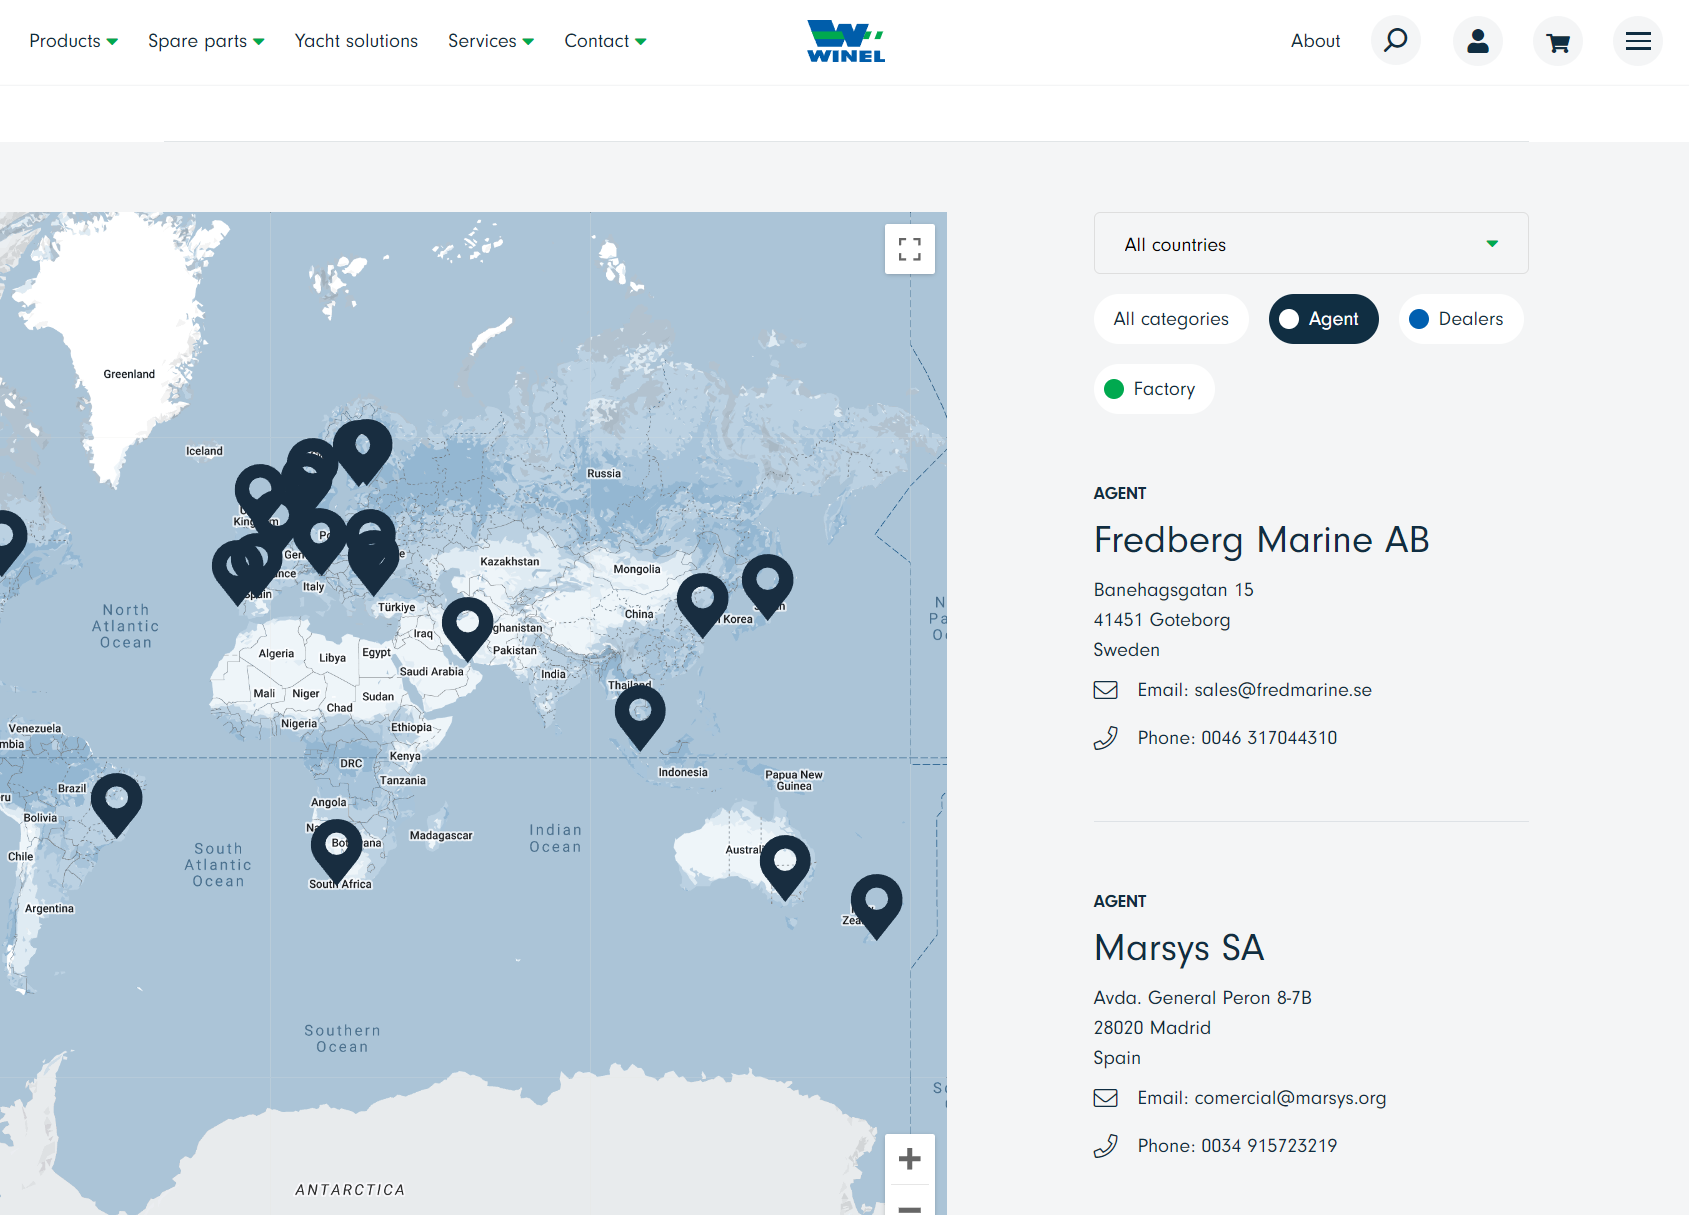 Products
Spare parts
Yacht solutions
Services
Contact
WINEL
About
All countries
All categories
Agent
Dealers
Factory
AGENT
Fredberg Marine AB
Banehagsgatan 15
41451 Goteborg
Sweden
Email: sales@fredmarine.se
Phone: 0046 317044310
AGENT
Marsys SA
Avda. General Peron 8-7B
28020 Madrid
Spain
Email: comercial@marsys.org
Phone: 0034 915723219
Greenland
Iceland
Russia
Kazakhstan
Mongolia
Italy
Türkiye
China
Korea
North
Atlantic
Ocean
Iraq
Pakistan
Algeria
Libya
Egypt
Saudi Arabia
India
Thailand
Mali
Niger
Sudan
Chad
Nigeria
Ethiopia
Venezuela
Kenya
DRC
Tanzania
Indonesia
Papua New
Guinea
Brazil
Angola
Bolivia
Madagascar
Indian
Ocean
South
Atlantic
Ocean
Chile
South Africa
Argentina
Southern
Ocean
ANTARCTICA